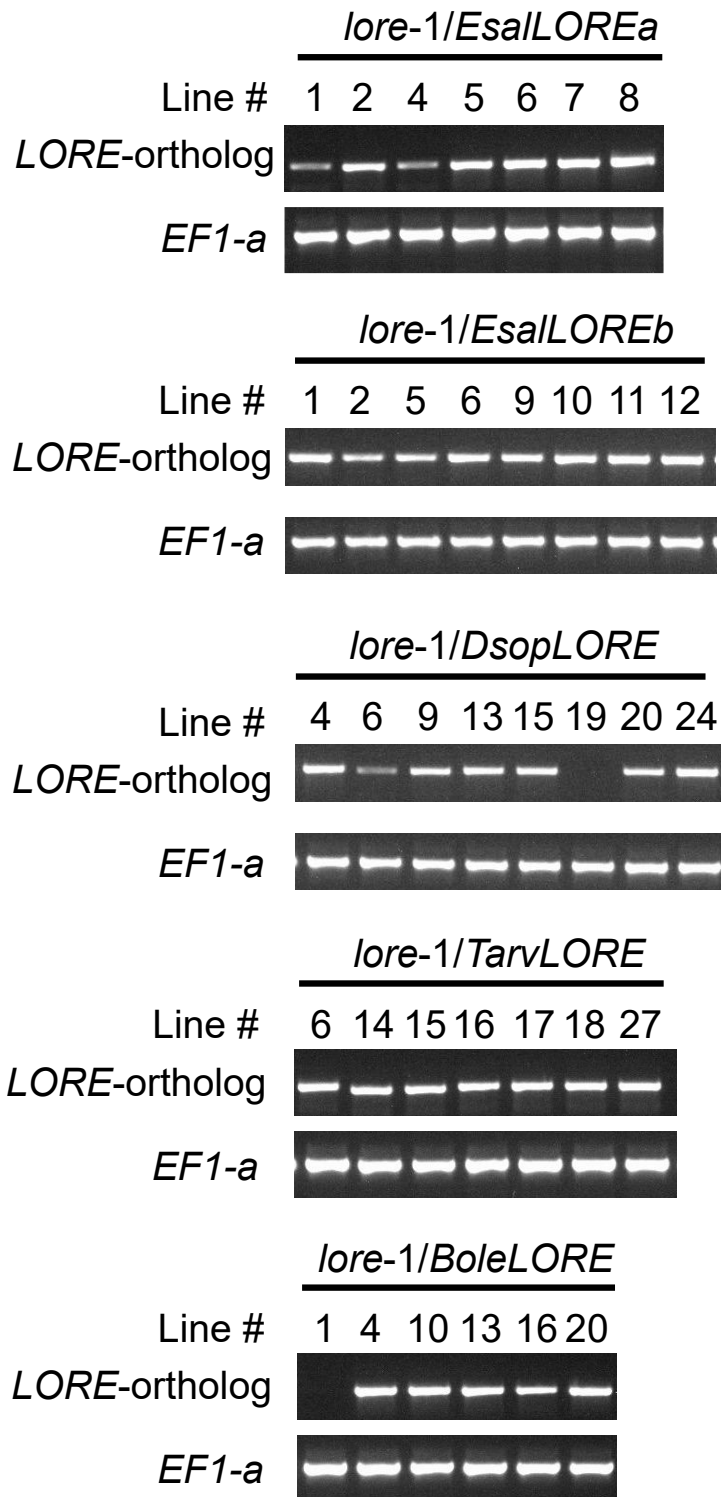 lore-1/EsalLOREa
Line # 1 2 4 5 6 7 8
LORE-ortholog
EF1-a
lore-1/EsalLOREb
Line # 1 2 5 6 9 10 11 12
LORE-ortholog
EF1-a
lore-1/DsopLORE
Line # 4 6 9 13 15 19 20 24
LORE-ortholog
EF1-a
lore-1/TarvLORE
Line # 6 14 15 16 17 18 27
LORE-ortholog
EF1-a
lore-1/BoleLORE
Line # 1 4 10 13 16 20
LORE-ortholog
EF1-a